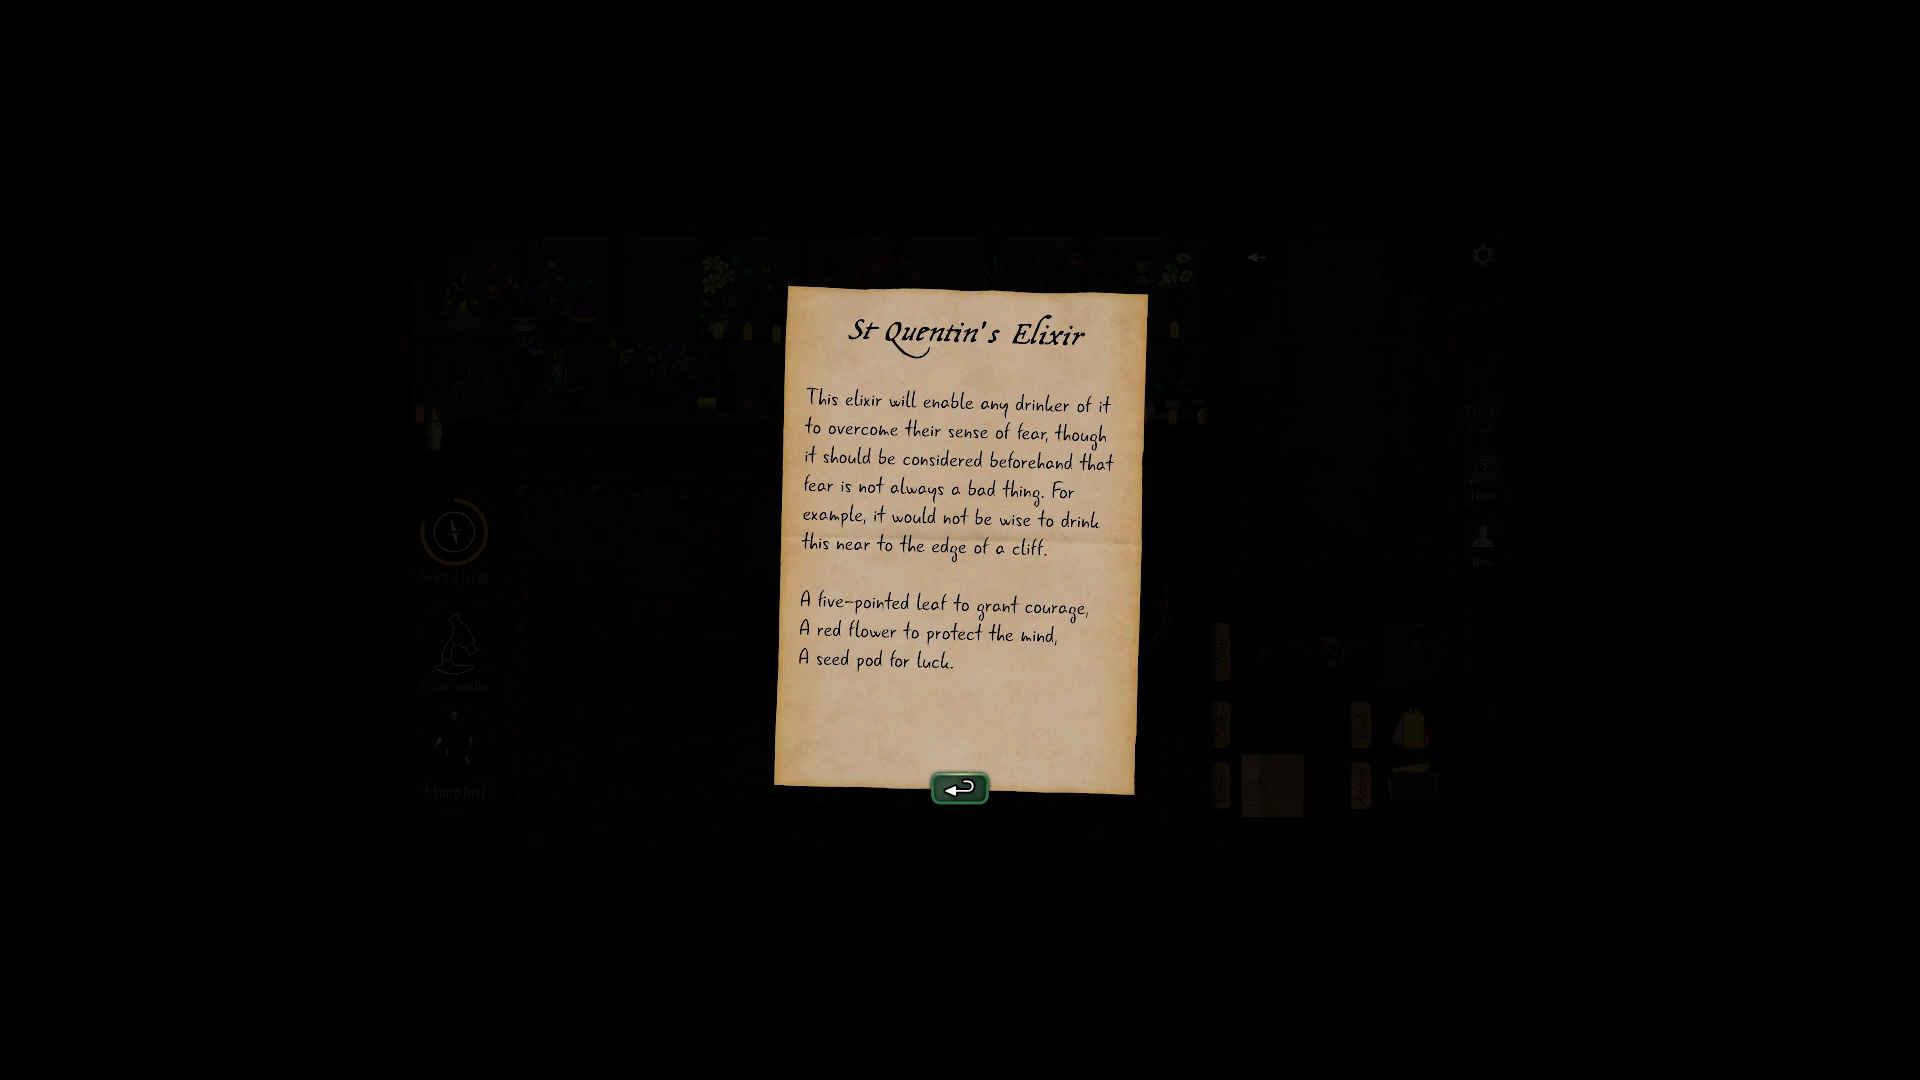 St Quentin's Elixir
This elixir will enable any drinker of it
to overcome their sense of fear, though
it should be considered beforehand that
fear is not always a bad thing. For
example, it would not be wise to drink
this near to the edge of a cliff.
A five-pointed leaf to grant courage,
A red flower to protect the mind,
A seed pod for luck.
Hint